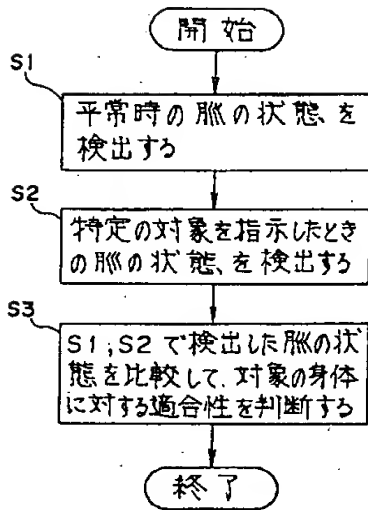 開始
S1
平常時の脈の状態を
検出する
S2
特定の対象を指示したとき
の脈の状態を検出する
S3
S1,S2で検出した脈の状
態を比較して、対象の身体
に対する適合性を判断する
終了